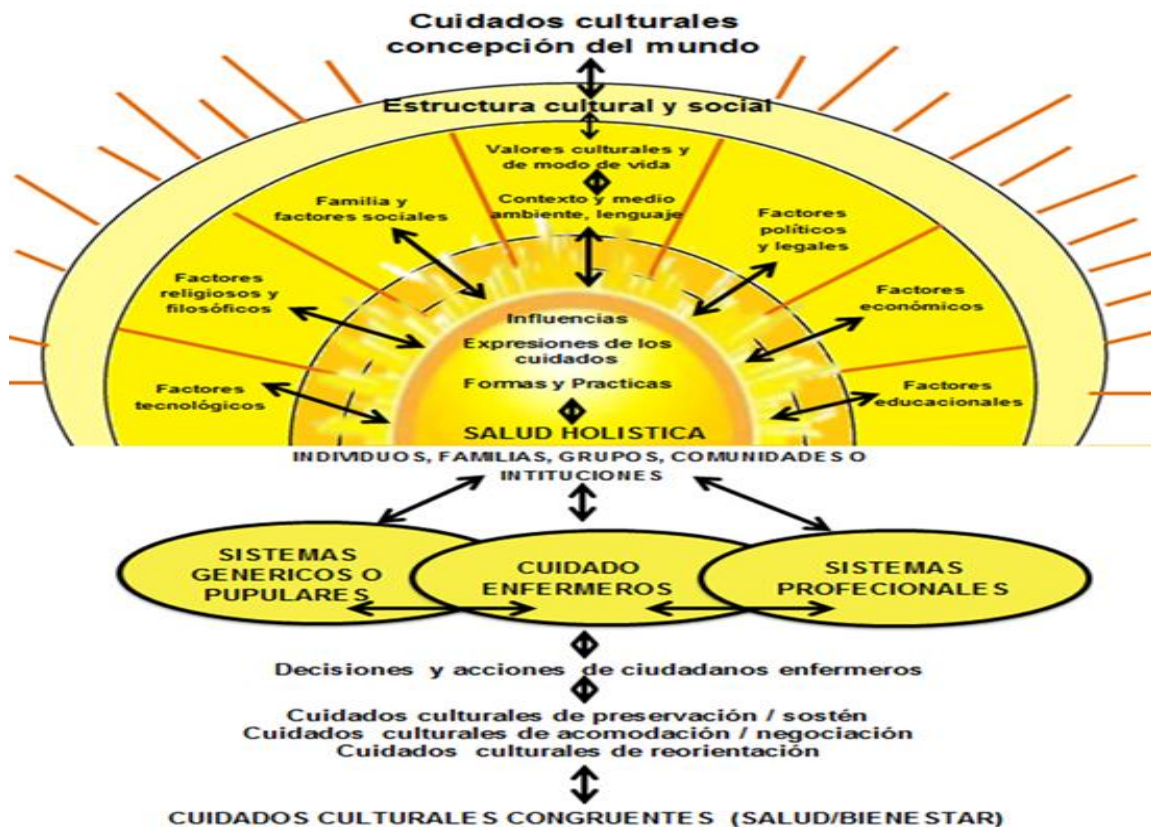 Cuidados culturales
concepción del mundo
Estructura cultural y social
Valores culturales y
de modo de vida
Contexto y medio
ambiente, lenguaje
Familia y
factores sociales
Factores
políticos
y legales
Factores
religiosos y
filosóficos
Factores
económicos
Factores
tecnológicos
Factores
educacionales
Influencias
Expresiones de los
cuidados
Formas y Practicas
SALUD HOLISTICA
INDIVIDUOS, FAMILIAS, GRUPOS, COMUNIDADES O
INTITUCIONES
SISTEMAS
GENERICOS O
PUPULARES
CUIDADO
ENFERMEROS
SISTEMAS
PROFECIONALES
Decisiones y acciones de ciudadanos enfermeros
Cuidados culturales de preservación / sostén
Cuidados culturales de acomodación / negociación
Cuidados culturales de reorientación
CUIDADOS CULTURALES CONGRUENTES (SALUD/BIENESTAR)